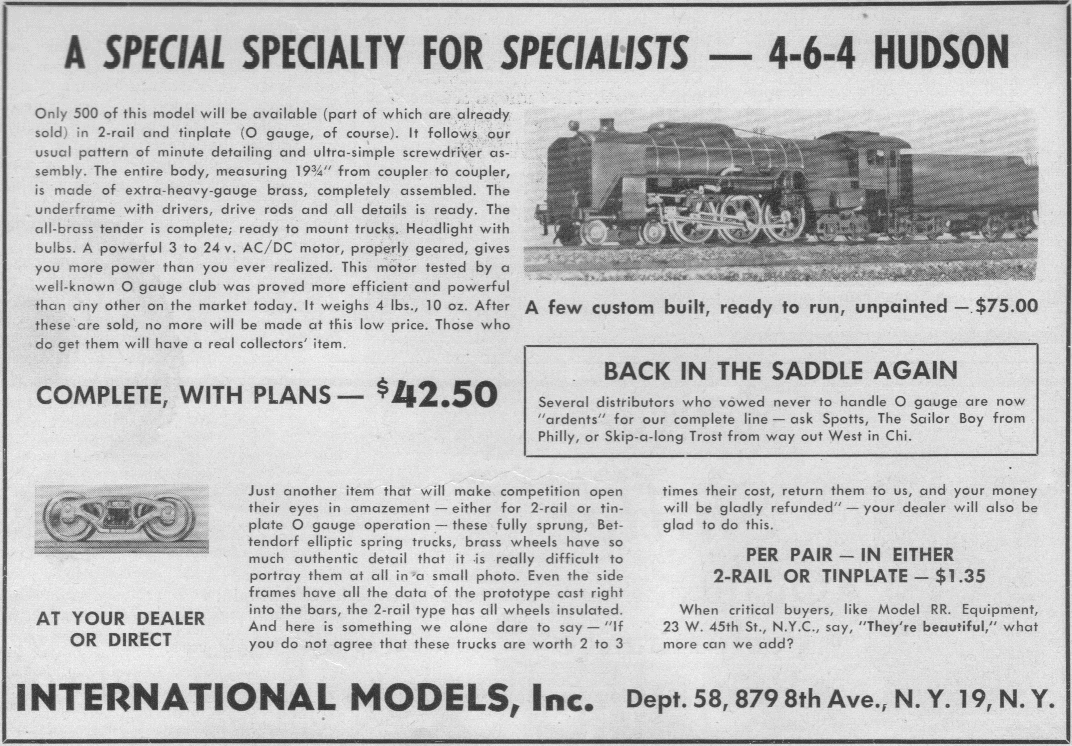 A SPECIAL SPECIALTY FOR SPECIALISTS — 4-6-4 HUDSON
Only 500 of this model will be available (part of which are already
sold) in 2-rail and tinplate (O gauge, of course). It follows our
usual pattern of minute detailing and ultra-simple screwdriver as-
sembly. The entire body, measuring 19¾" from coupler to coupler,
is made of extra-heavy-gauge brass, completely assembled. The
underframe with drivers, drive rods and all details is ready. The
all-brass tender is complete; ready to mount trucks. Headlight with
bulbs. A powerful 3 to 24 v. AC/DC motor, properly geared, gives
you more power than you ever realized. This motor tested by a
well-known O gauge club was proved more efficient and powerful
than any other on the market today. It weighs 4 lbs., 10 oz. After
these are sold, no more will be made at this low price. Those who
do get them will have a real collectors' item.
COMPLETE, WITH PLANS — $42.50
A few custom built, ready to run, unpainted — $75.00
BACK IN THE SADDLE AGAIN
Several distributors who vowed never to handle O gauge are now
"ardents" for our complete line — ask Spotts, The Sailor Boy from
Philly, or Skip-a-long Trost from way out West in Chi.
AT YOUR DEALER
OR DIRECT
Just another item that will make competition open
their eyes in amazement — either for 2-rail or tin-
plate O gauge operation — these fully sprung, Bet-
tendorf elliptic spring trucks, brass wheels have so
much authentic detail that it is really difficult to
portray them at all in a small photo. Even the side
frames have all the data of the prototype cast right
into the bars, the 2-rail type has all wheels insulated.
And here is something we alone dare to say — "If
you do not agree that these trucks are worth 2 to 3
times their cost, return them to us, and your money
will be gladly refunded" — your dealer will also be
glad to do this.
PER PAIR — IN EITHER
2-RAIL OR TINPLATE — $1.35
When critical buyers, like Model RR. Equipment,
23 W. 45th St., N.Y.C., say, "They're beautiful," what
more can we add?
INTERNATIONAL MODELS, Inc. Dept. 58, 879 8th Ave., N. Y. 19, N. Y.